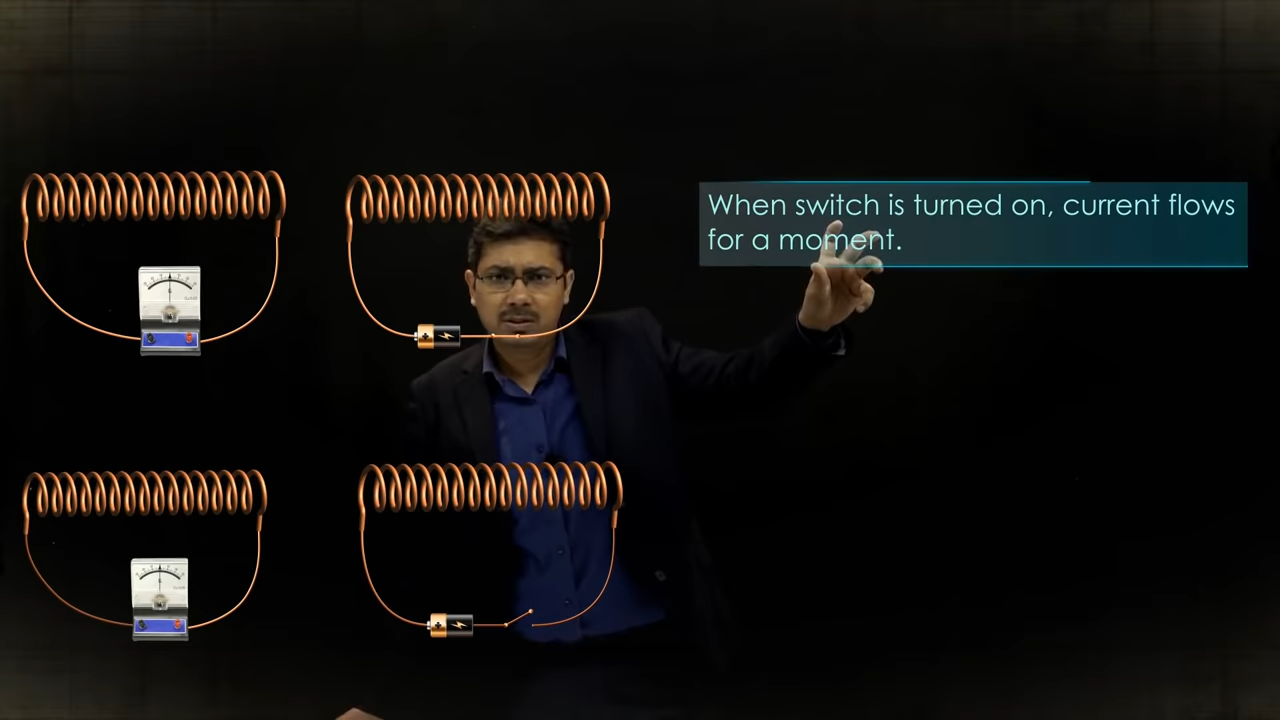 When switch is turned on, current flows
for a moment.